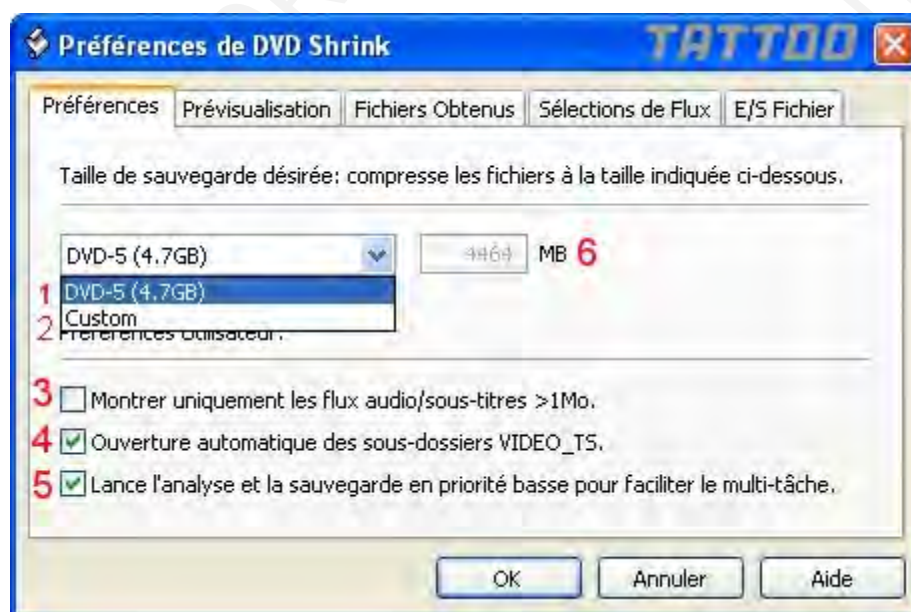 Préférences de DVD Shrink TATTOO
Préférences Prévisualisation Fichiers Obtenus Sélections de Flux E/S Fichier
Taille de sauvegarde désirée: compresse les fichiers à la taille indiquée ci-dessous.
DVD-5 (4.7GB) 4464 MB 6
1 DVD-5 (4.7GB)
Custom
2 Préférences Utilisateur:
3 Montrer uniquement les flux audio/sous-titres >1Mo.
4 Ouverture automatique des sous-dossiers VIDEO_TS.
5 Lance l'analyse et la sauvegarde en priorité basse pour faciliter le multi-tâche.
OK Annuler Aide